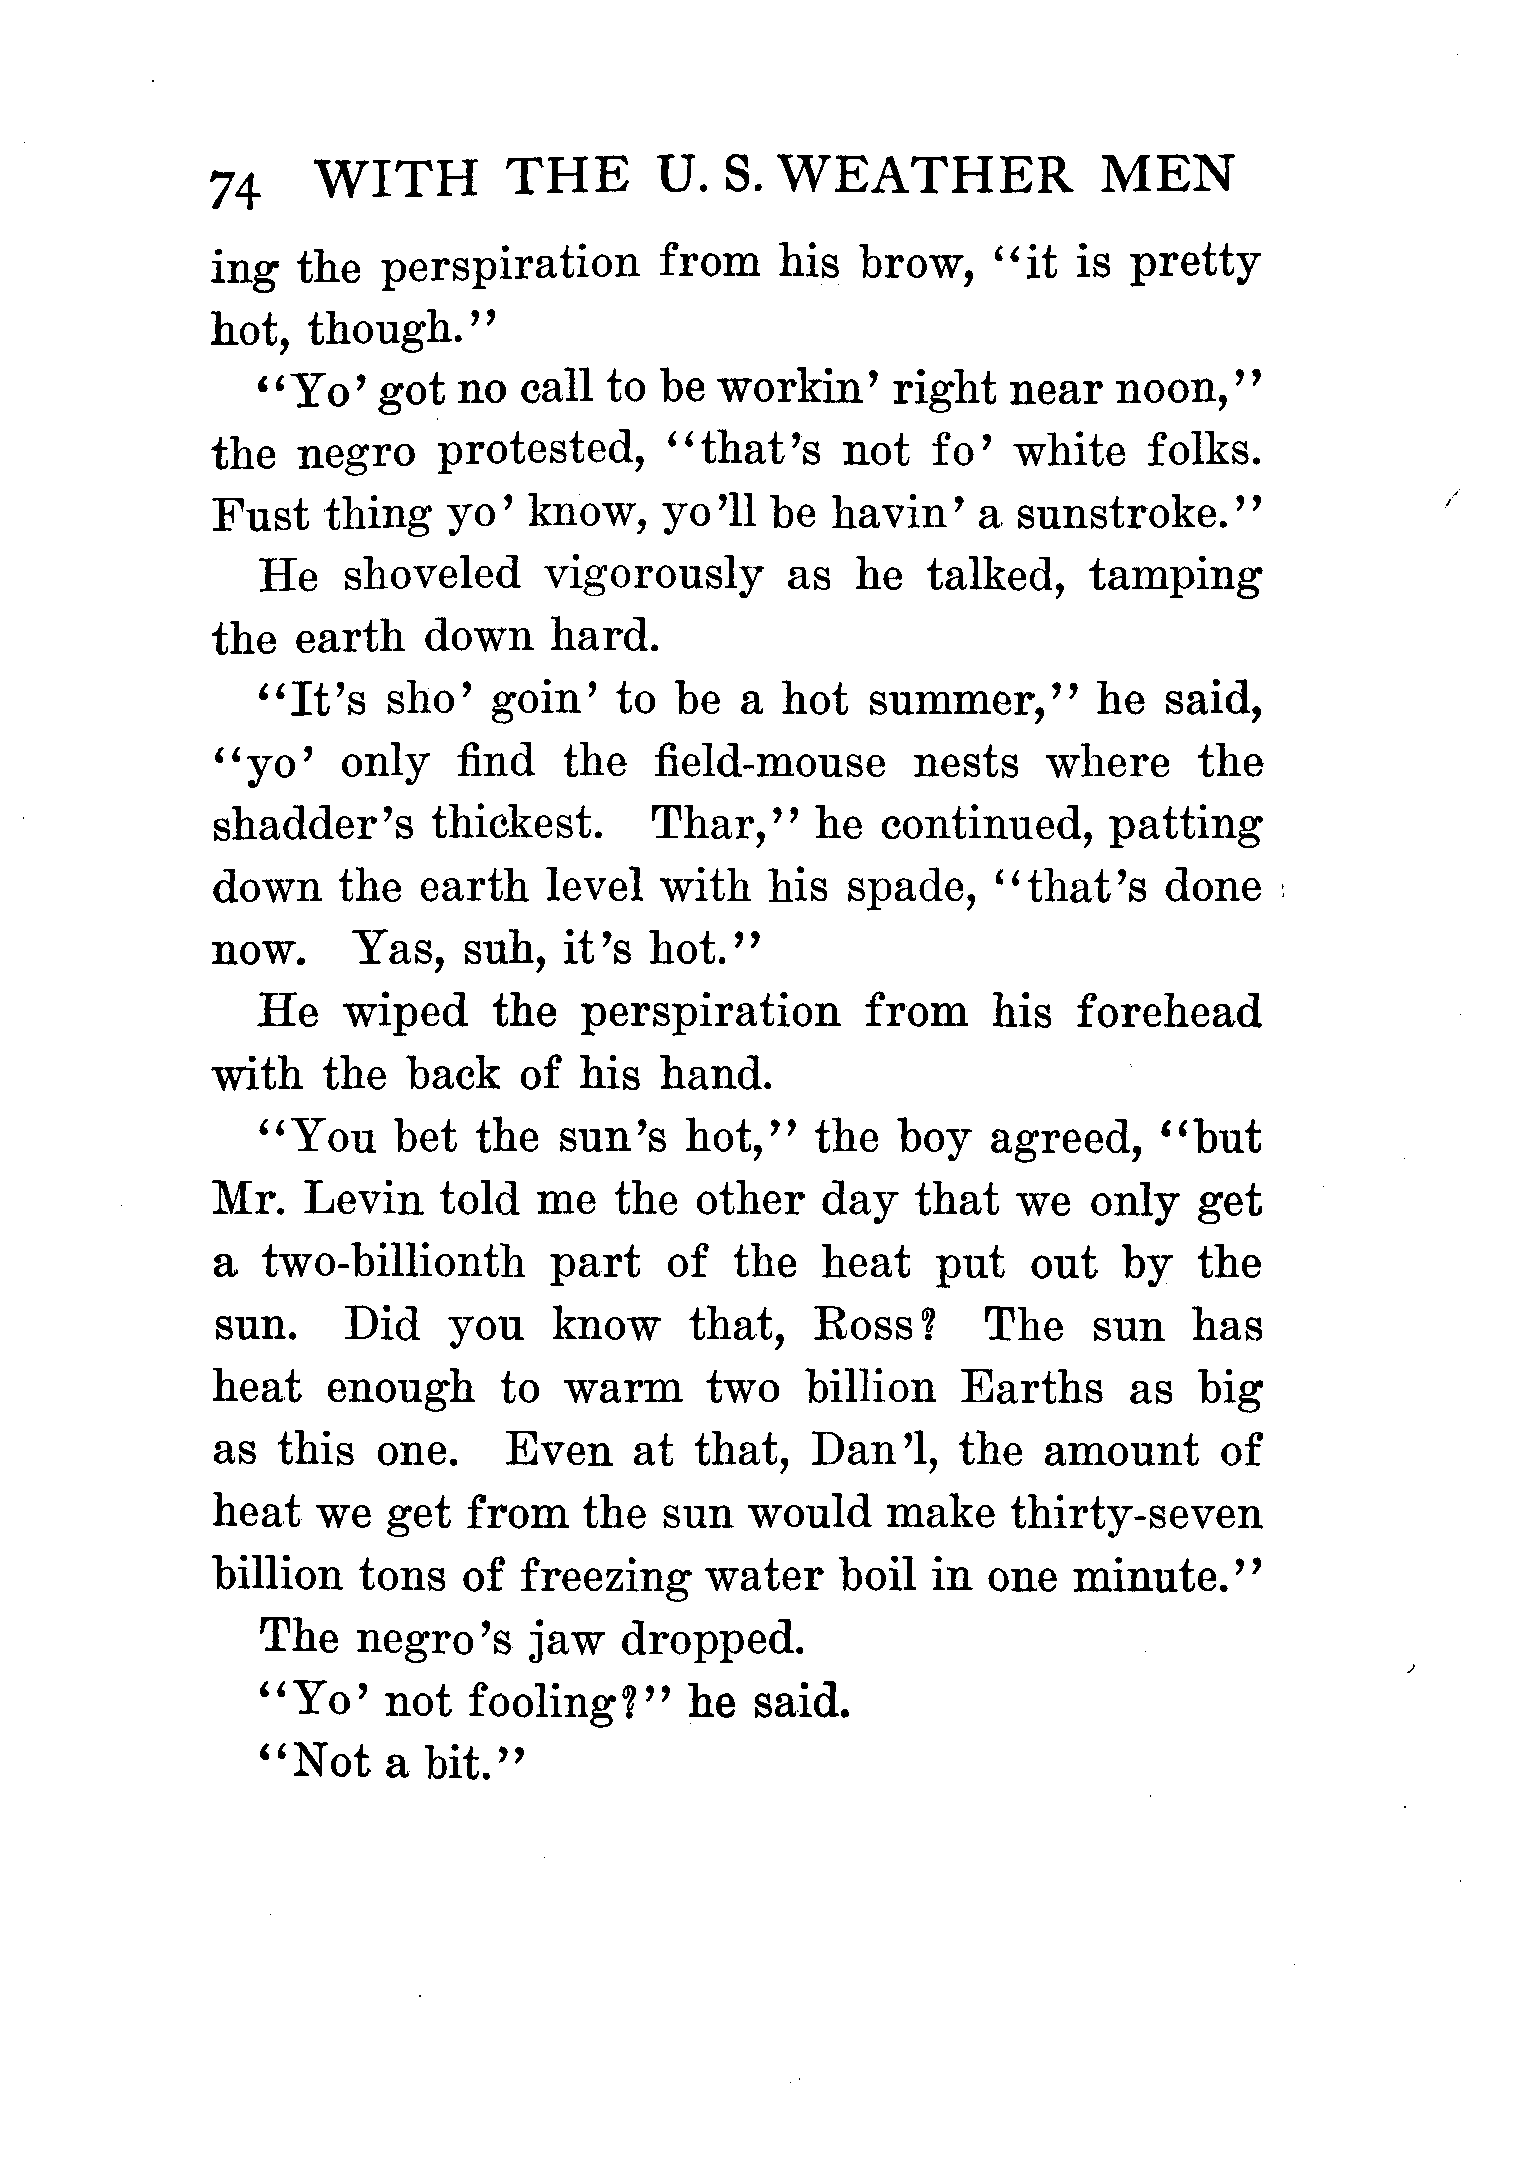 74 WITH THE U. S. WEATHER MEN
ing the perspiration from his brow, “it is pretty
hot, though.”
“Yo’ got no call to be workin’ right near noon,”
the negro protested, “that’s not fo’ white folks.
Fust thing yo’ know, yo’ll be havin’ a sunstroke.”
He shoveled vigorously as he talked, tamping
the earth down hard.
“It’s sho’ goin’ to be a hot summer,” he said,
“yo’ only find the field-mouse nests where the
shadder’s thickest. Thar,” he continued, patting
down the earth level with his spade, “that’s done
now. Yas, suh, it’s hot.”
He wiped the perspiration from his forehead
with the back of his hand.
“You bet the sun’s hot,” the boy agreed, “but
Mr. Levin told me the other day that we only get
a two-billionth part of the heat put out by the
sun. Did you know that, Ross? The sun has
heat enough to warm two billion Earths as big
as this one. Even at that, Dan’l, the amount of
heat we get from the sun would make thirty-seven
billion tons of freezing water boil in one minute.”
The negro’s jaw dropped.
“Yo’ not fooling?” he said.
“Not a bit.”